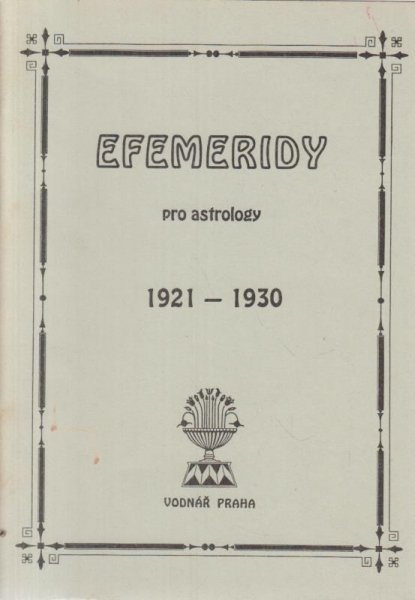 EFEMERIDY
pro astrology
1921 – 1930
VODNÁŘ PRAHA